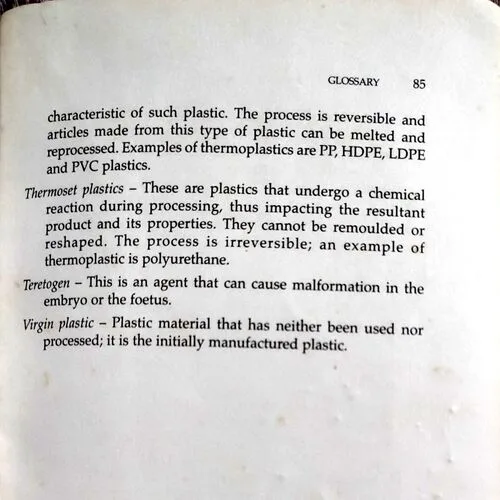 GLOSSARY 85
characteristic of such plastic. The process is reversible and
articles made from this type of plastic can be melted and
reprocessed. Examples of thermoplastics are PP, HDPE, LDPE
and PVC plastics.
Thermoset plastics – These are plastics that undergo a chemical
reaction during processing, thus impacting the resultant
product and its properties. They cannot be remoulded or
reshaped. The process is irreversible; an example of
thermoplastic is polyurethane.
Teretogen – This is an agent that can cause malformation in the
embryo or the foetus.
Virgin plastic – Plastic material that has neither been used nor
processed; it is the initially manufactured plastic.